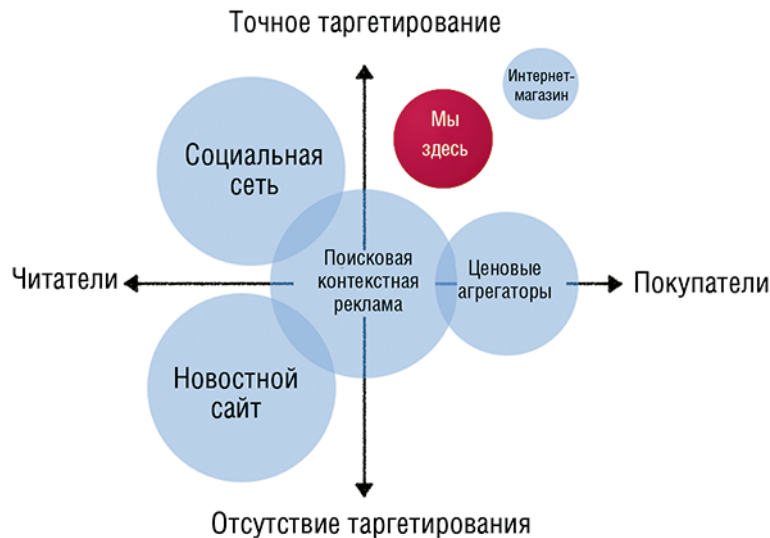 Точное таргетирование
Интернет-
магазин
Мы
здесь
Социальная
сеть
Поисковая
контекстная
реклама
Ценовые
агрегаторы
Читатели
Покупатели
Новостной
сайт
Отсутствие таргетирования